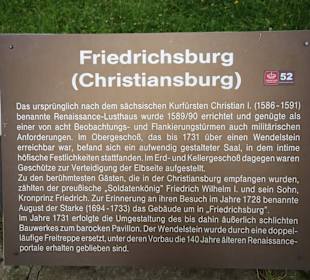 Friedrichsburg
(Christiansburg)
52
Das ursprünglich nach dem sächsischen Kurfürsten Christian I. (1586-1591)
benannte Renaissance-Lusthaus wurde 1589/90 errichtet und genügte als
einer von acht Beobachtungs- und Flankierungstürmen auch militärischen
Anforderungen. Im Obergeschoß, das bis 1731 über einen Wendelstein
erreichbar war, befand sich ein aufwendig gestalteter Saal, in dem intime
höfische Festlichkeiten stattfanden. Im Erd- und Kellergeschoß dagegen waren
Geschütze zur Verteidigung der Elbseite aufgestellt.
Zu den berühmtesten Gästen, die in der Christiansburg empfangen wurden,
zählten der preußische „Soldatenkönig" Friedrich Wilhelm I. und sein Sohn,
Kronprinz Friedrich. Zur Erinnerung an ihren Besuch im Jahre 1728 benannte
August der Starke (1694-1733) das Gebäude um in „Friedrichsburg".
Im Jahre 1731 erfolgte die Umgestaltung des bis dahin äußerlich schlichten
Bauwerkes zum barocken Pavillon. Der Wendelstein wurde durch eine doppel-
läufige Freitreppe ersetzt, unter deren Vorbau die 140 Jahre älteren Renaissance-
portale erhalten geblieben sind.